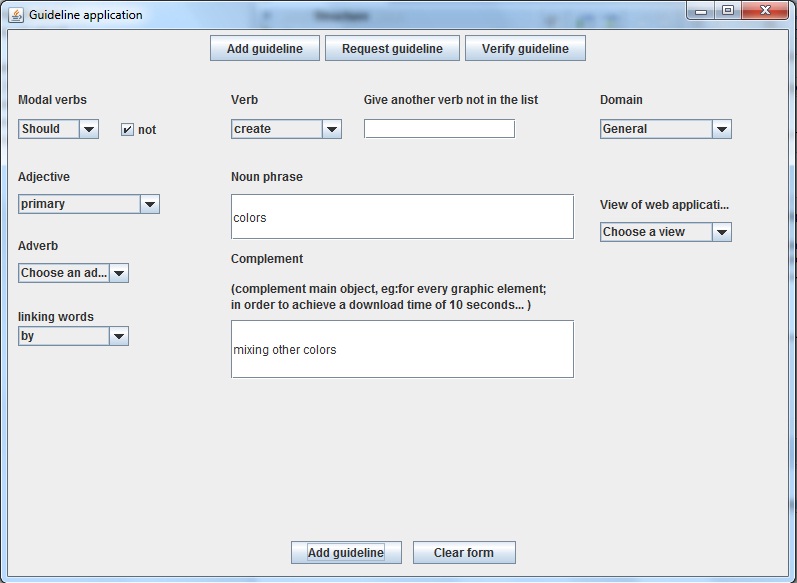 Guideline application
Add guideline Request guideline Verify guideline
Modal verbs Verb Give another verb not in the list Domain
Should not create General
Adjective Noun phrase
primary colors View of web applicati...
Choose a view
Adverb Complement
Choose an ad...
(complement main object, eg:for every graphic element;
in order to achieve a download time of 10 seconds... )
linking words
by mixing other colors
Add guideline Clear form